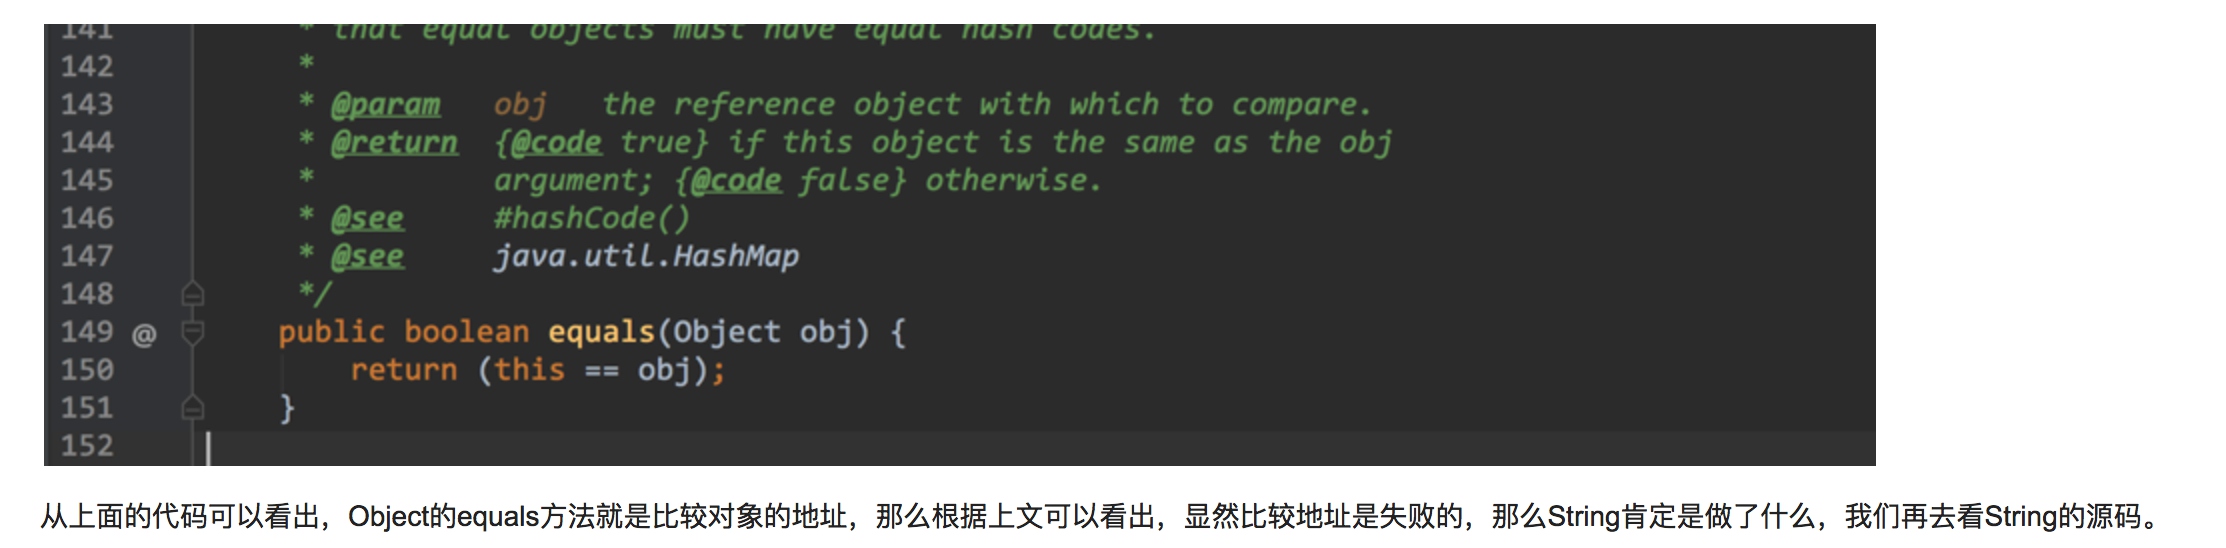 141 * that equal objects must have equal hash codes.
142 *
143 * @param obj the reference object with which to compare.
144 * @return {@code true} if this object is the same as the obj
145 * argument; {@code false} otherwise.
146 * @see #hashCode()
147 * @see java.util.HashMap
148 */
149 @ public boolean equals(Object obj) {
150 return (this == obj);
151 }
152
从上面的代码可以看出，Object的equals方法就是比较对象的地址，那么根据上文可以看出，显然比较地址是失败的，那么String肯定是做了什么，我们再去看String的源码。